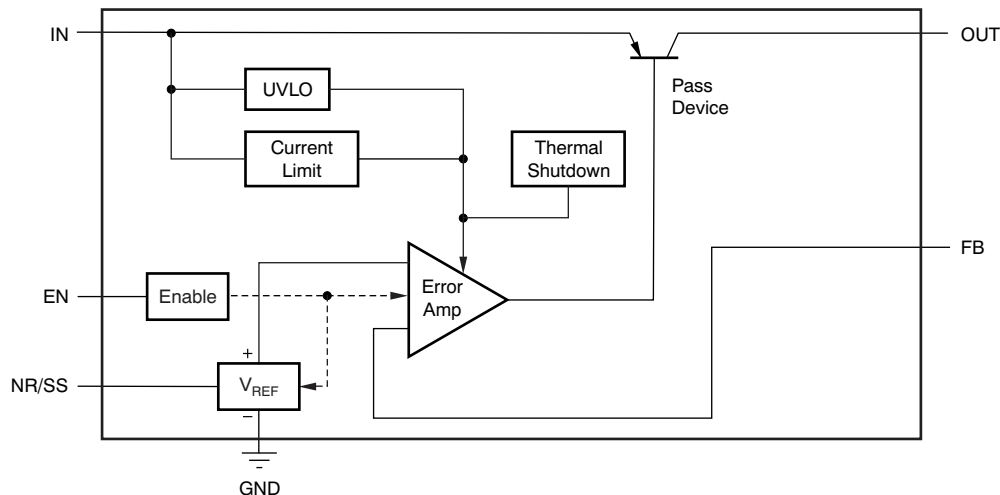 IN
OUT
Pass
Device
UVLO
Current
Limit
Thermal
Shutdown
FB
EN
Enable
Error
Amp
+
NR/SS
VREF
−
GND